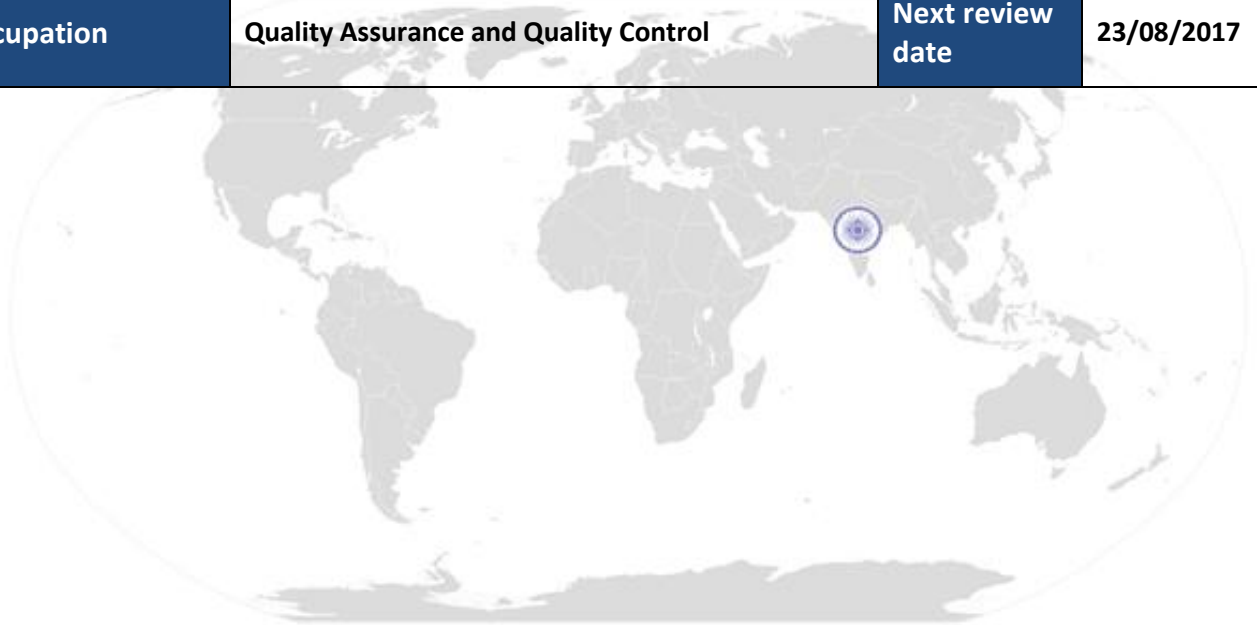 cupation
Quality Assurance and Quality Control
Next review
date
23/08/2017